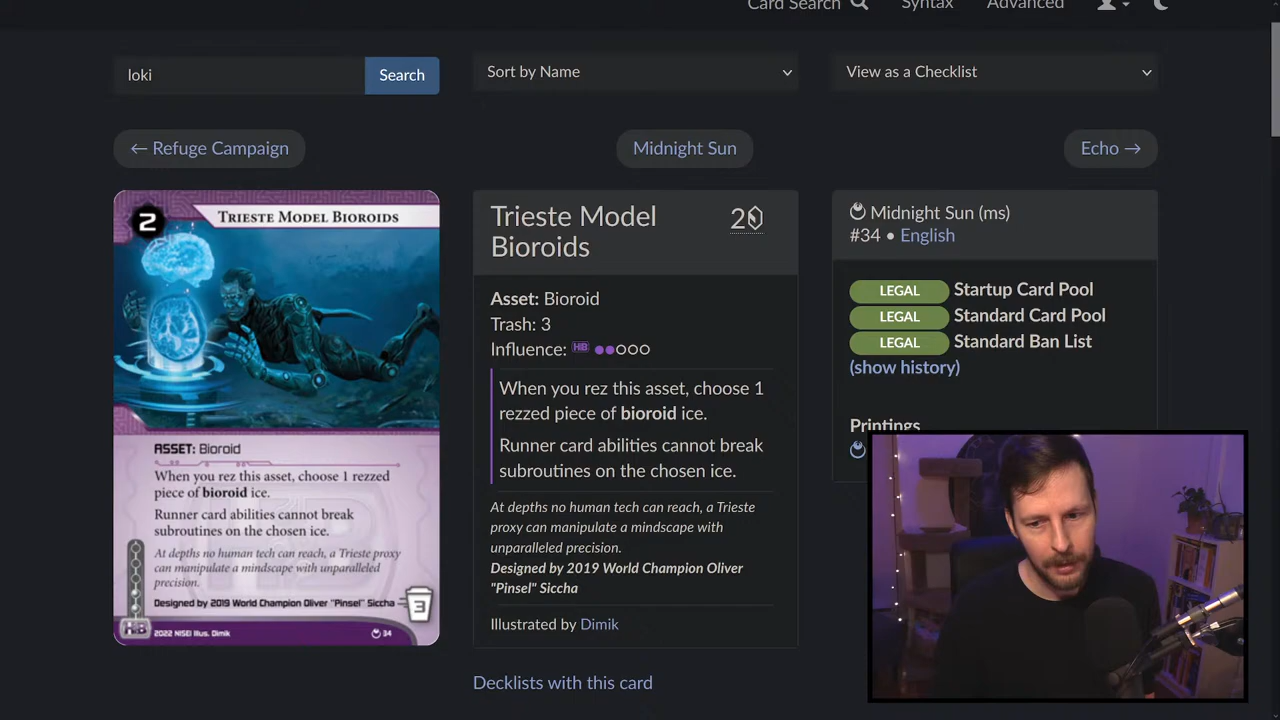 Card Search
Syntax
Advanced
loki
Search
Sort by Name
View as a Checklist
← Refuge Campaign
Midnight Sun
Echo →
2
TRIESTE MODEL BIOROIDS
ASSET: Bioroid
When you rez this asset, choose 1 rezzed
piece of bioroid ice.
Runner card abilities cannot break
subroutines on the chosen ice.
At depths no human tech can reach, a Trieste proxy
can manipulate a mindscape with unparalleled
precision.
Designed by 2019 World Champion Oliver "Pinsel" Siccha
3
HB
2022 NISEI Illus. Dimik
34
Trieste Model
Bioroids
2
Asset: Bioroid
Trash: 3
Influence: HB
When you rez this asset, choose 1
rezzed piece of bioroid ice.
Runner card abilities cannot break
subroutines on the chosen ice.
At depths no human tech can reach, a Trieste
proxy can manipulate a mindscape with
unparalleled precision.
Designed by 2019 World Champion Oliver
"Pinsel" Siccha
Illustrated by Dimik
Decklists with this card
Midnight Sun (ms)
#34 • English
LEGAL Startup Card Pool
LEGAL Standard Card Pool
LEGAL Standard Ban List
(show history)
Printings